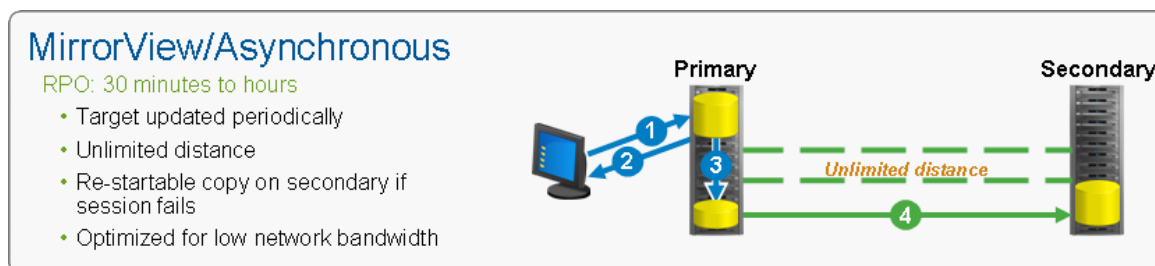 MirrorView/Asynchronous
RPO: 30 minutes to hours
• Target updated periodically
• Unlimited distance
• Re-startable copy on secondary if
session fails
• Optimized for low network bandwidth
Primary
Secondary
1
2
3
Unlimited distance
4